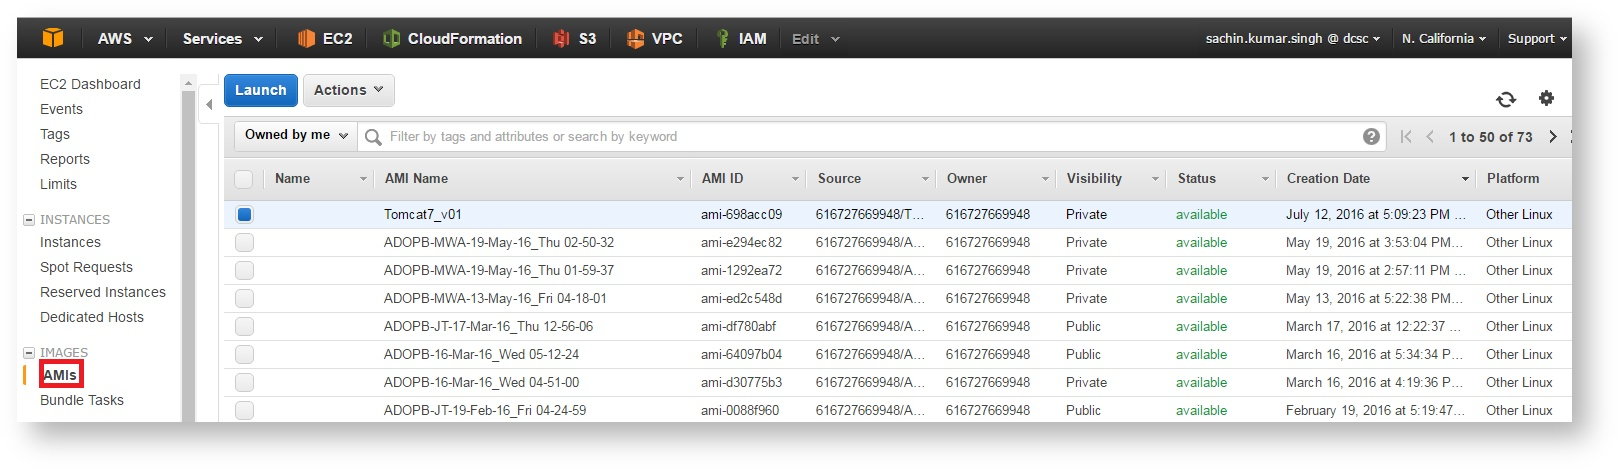 AWS Services EC2 CloudFormation S3 VPC IAM Edit sachin.kumar.singh @ dcsc N. California Support
EC2 Dashboard
Events
Tags
Reports
Limits
INSTANCES
Instances
Spot Requests
Reserved Instances
Dedicated Hosts
IMAGES
AMIs
Bundle Tasks
Launch Actions
Owned by me Filter by tags and attributes or search by keyword 1 to 50 of 73
Name AMI Name AMI ID Source Owner Visibility Status Creation Date Platform
Tomcat7_v01 ami-698acc09 616727669948/T... 616727669948 Private available July 12, 2016 at 5:09:23 PM ... Other Linux
ADOPB-MWA-19-May-16_Thu 02-50-32 ami-e294ec82 616727669948/A... 616727669948 Private available May 19, 2016 at 3:53:04 PM... Other Linux
ADOPB-MWA-19-May-16_Thu 01-59-37 ami-1292ea72 616727669948/A... 616727669948 Private available May 19, 2016 at 2:57:11 PM... Other Linux
ADOPB-MWA-13-May-16_Fri 04-18-01 ami-ed2c548d 616727669948/A... 616727669948 Private available May 13, 2016 at 5:22:38 PM... Other Linux
ADOPB-JT-17-Mar-16_Thu 12-56-06 ami-df780abf 616727669948/A... 616727669948 Public available March 17, 2016 at 12:22:37 ... Other Linux
ADOPB-16-Mar-16_Wed 05-12-24 ami-64097b04 616727669948/A... 616727669948 Public available March 16, 2016 at 5:34:34 P... Other Linux
ADOPB-16-Mar-16_Wed 04-51-00 ami-d30775b3 616727669948/A... 616727669948 Private available March 16, 2016 at 4:19:36 P... Other Linux
ADOPB-JT-19-Feb-16_Fri 04-24-59 ami-0088f960 616727669948/A... 616727669948 Public available February 19, 2016 at 5:19:47... Other Linux